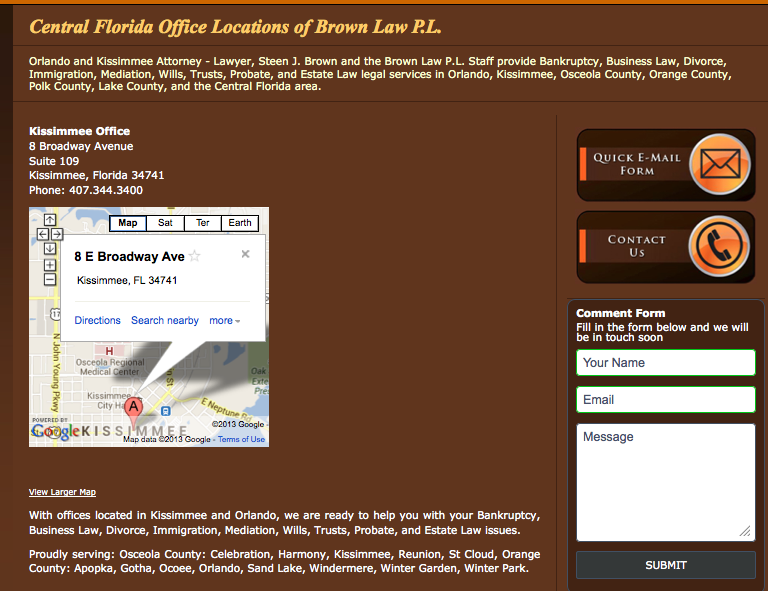 Central Florida Office Locations of Brown Law P.L.
Orlando and Kissimmee Attorney - Lawyer, Steen J. Brown and the Brown Law P.L. Staff provide Bankruptcy, Business Law, Divorce,
Immigration, Mediation, Wills, Trusts, Probate, and Estate Law legal services in Orlando, Kissimmee, Osceola County, Orange County,
Polk County, Lake County, and the Central Florida area.
Kissimmee Office
8 Broadway Avenue
Suite 109
Kissimmee, Florida 34741
Phone: 407.344.3400
Map Sat Ter Earth
8 E Broadway Ave
Kissimmee, FL 34741
Directions Search nearby more
17
N John Young Pkwy
H
Osceola Regional
Medical Center
Oak
Kissimmee
City Ha
A
E Neptune Rd
POWERED BY
Google
KISSIMMEE
©2013 Google -
Map data ©2013 Google - Terms of Use
View Larger Map
With offices located in Kissimmee and Orlando, we are ready to help you with your Bankruptcy,
Business Law, Divorce, Immigration, Mediation, Wills, Trusts, Probate, and Estate Law issues.
Proudly serving: Osceola County: Celebration, Harmony, Kissimmee, Reunion, St Cloud, Orange
County: Apopka, Gotha, Ocoee, Orlando, Sand Lake, Windermere, Winter Garden, Winter Park.
Quick E-Mail
Form
Contact
Us
Comment Form
Fill in the form below and we will
be in touch soon
Your Name
Email
Message
SUBMIT